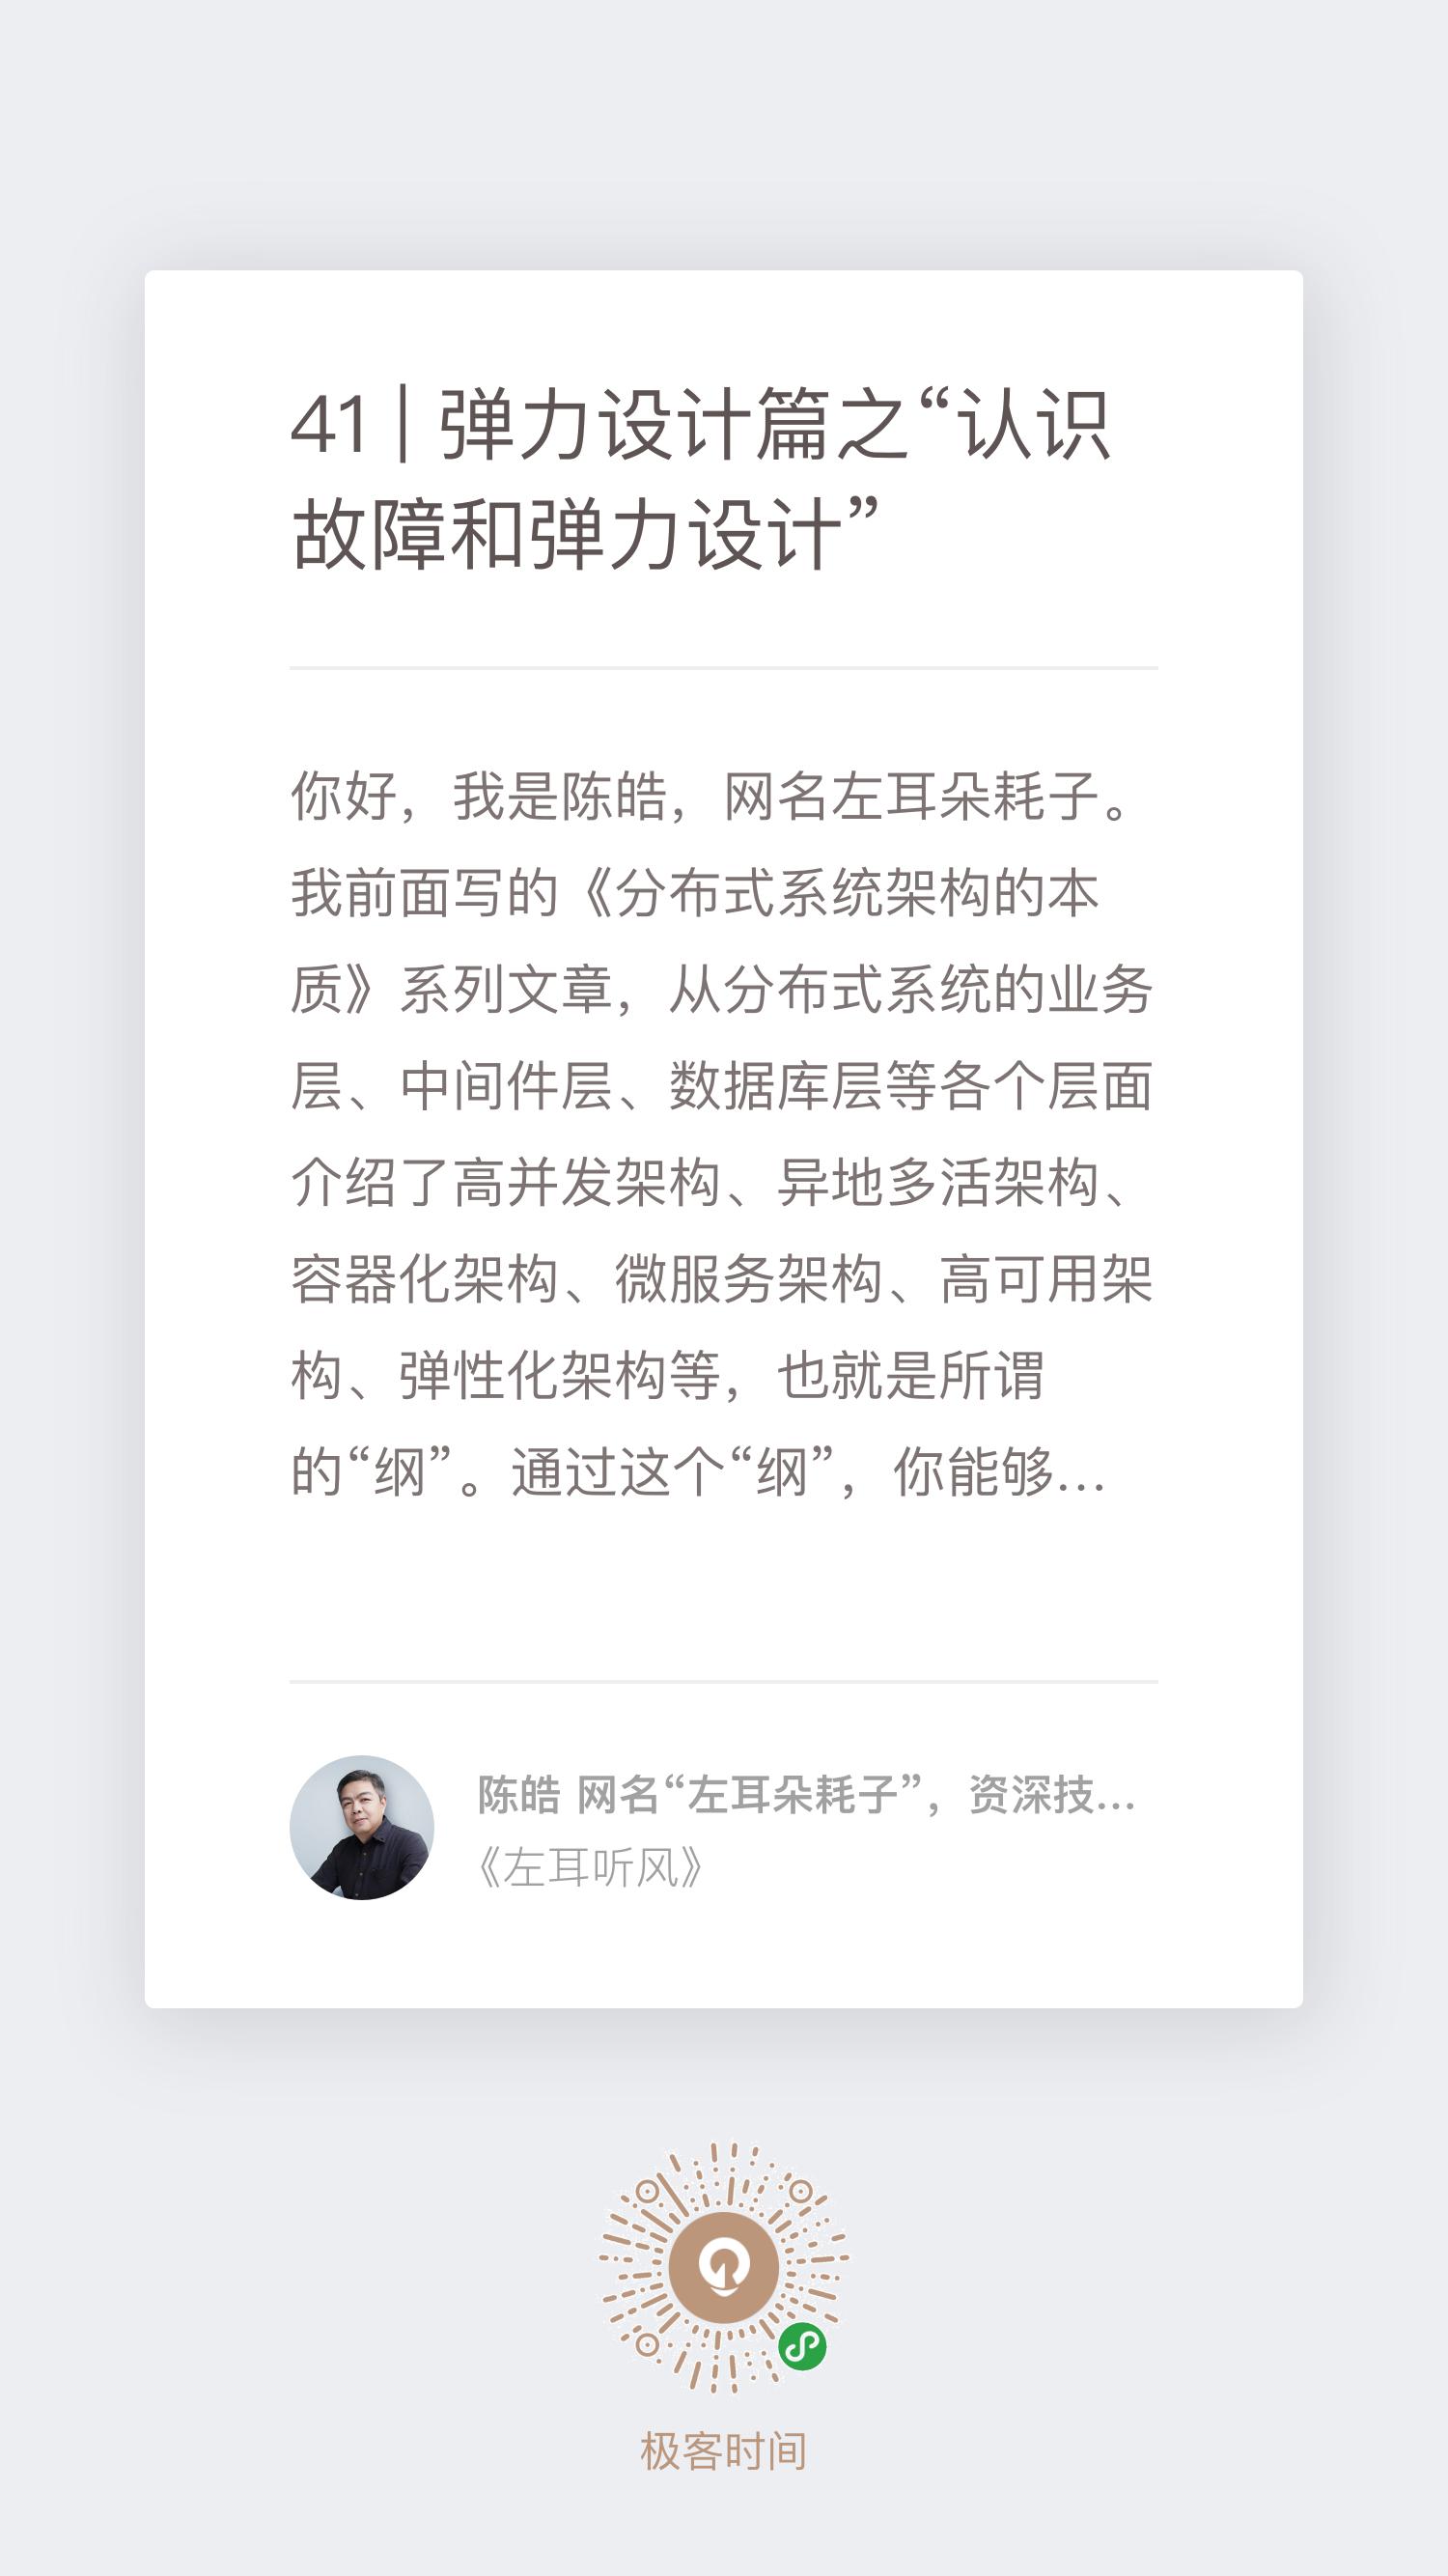 41 | 弹力设计篇之“认识
故障和弹力设计”
你好，我是陈皓，网名左耳朵耗子。
我前面写的《分布式系统架构的本
质》系列文章，从分布式系统的业务
层、中间件层、数据库层等各个层面
介绍了高并发架构、异地多活架构、
容器化架构、微服务架构、高可用架
构、弹性化架构等，也就是所谓
的“纲”。通过这个“纲”，你能够...
陈皓 网名“左耳朵耗子”，资深技...
《左耳听风》
极客时间